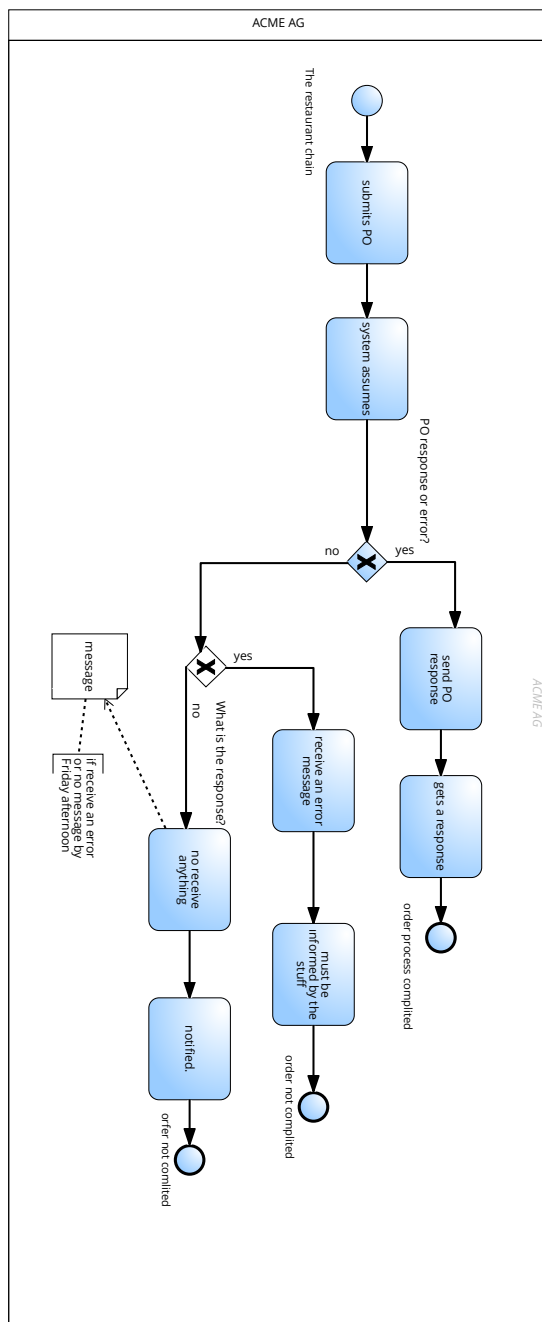 ACME AG
The restaurant chain
submits PO
system assumes
PO response or error?
yes
no
send PO
response
gets a response
order process complited
ACME AG
yes
no
What is the response?
receive an error
message
must be
informed by the
stuff
order not complited
message
if receive an error
or no message by
Friday afternoon
no receive
anything
notified.
orfer not comlited